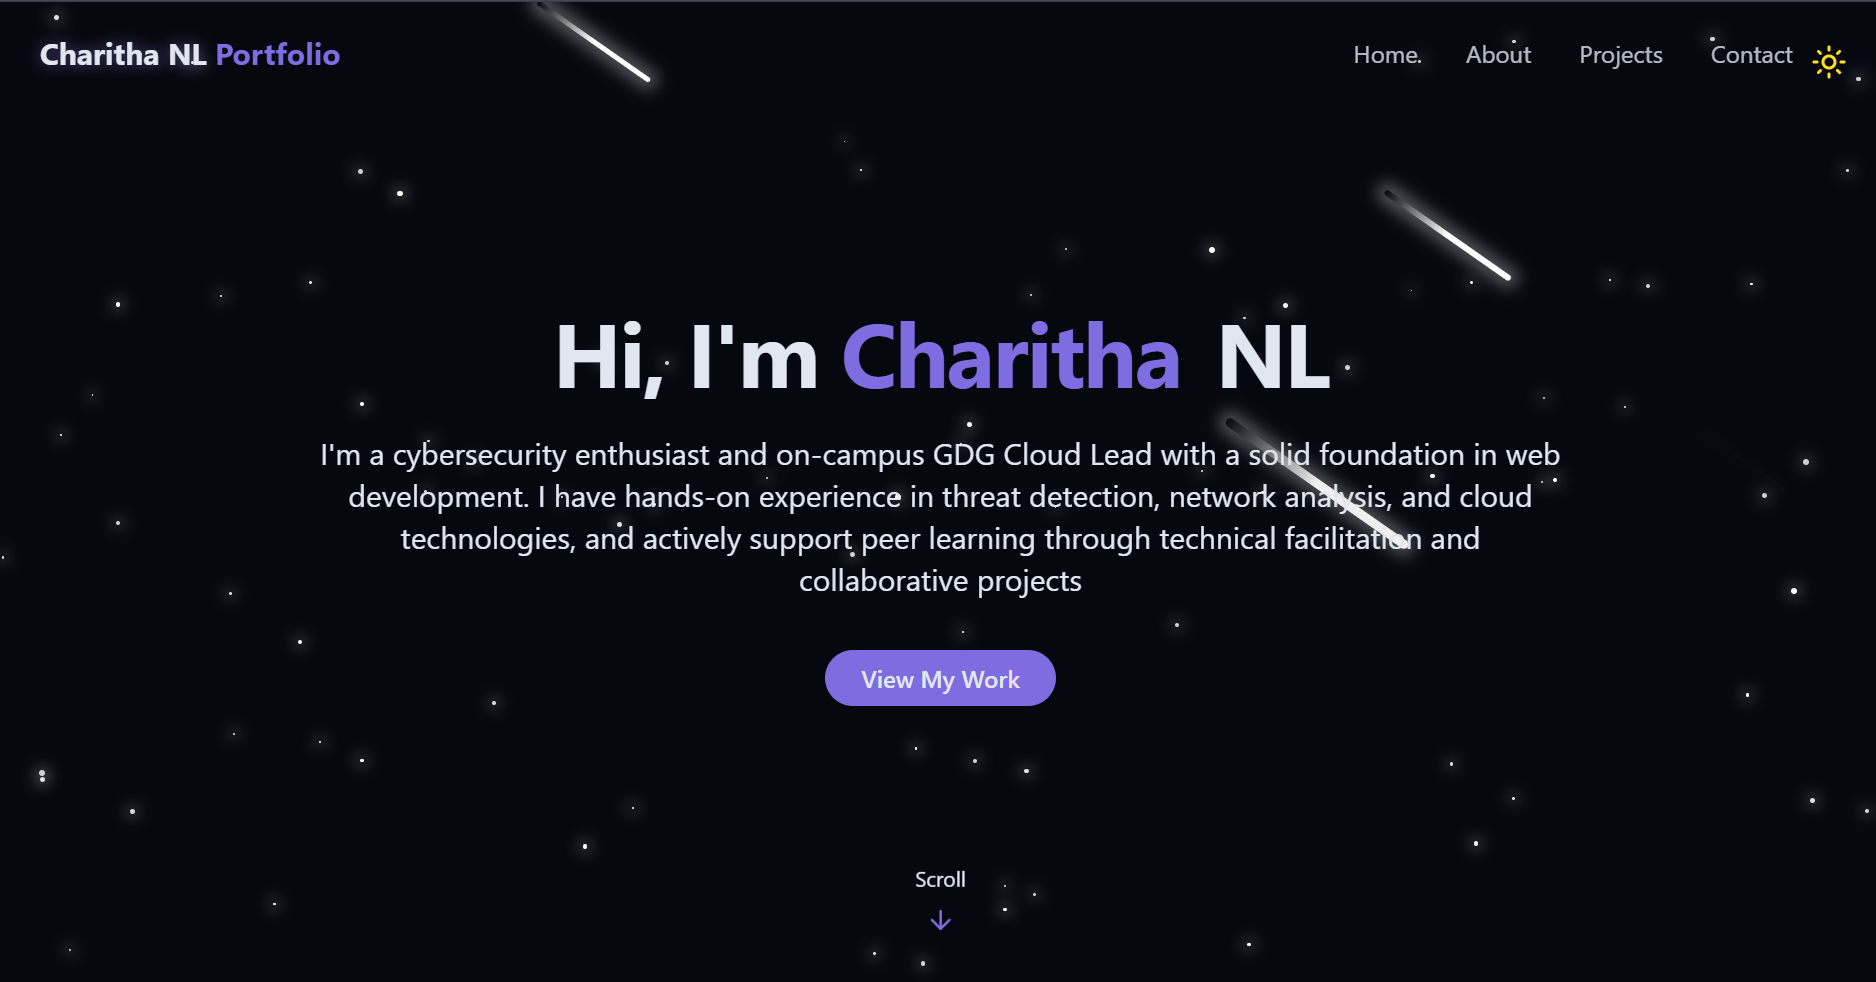 Charitha NL Portfolio
Home About Projects Contact
Hi, I'm Charitha NL
I'm a cybersecurity enthusiast and on-campus GDG Cloud Lead with a solid foundation in web
development. I have hands-on experience in threat detection, network analysis, and cloud
technologies, and actively support peer learning through technical facilitation and
collaborative projects
View My Work
Scroll